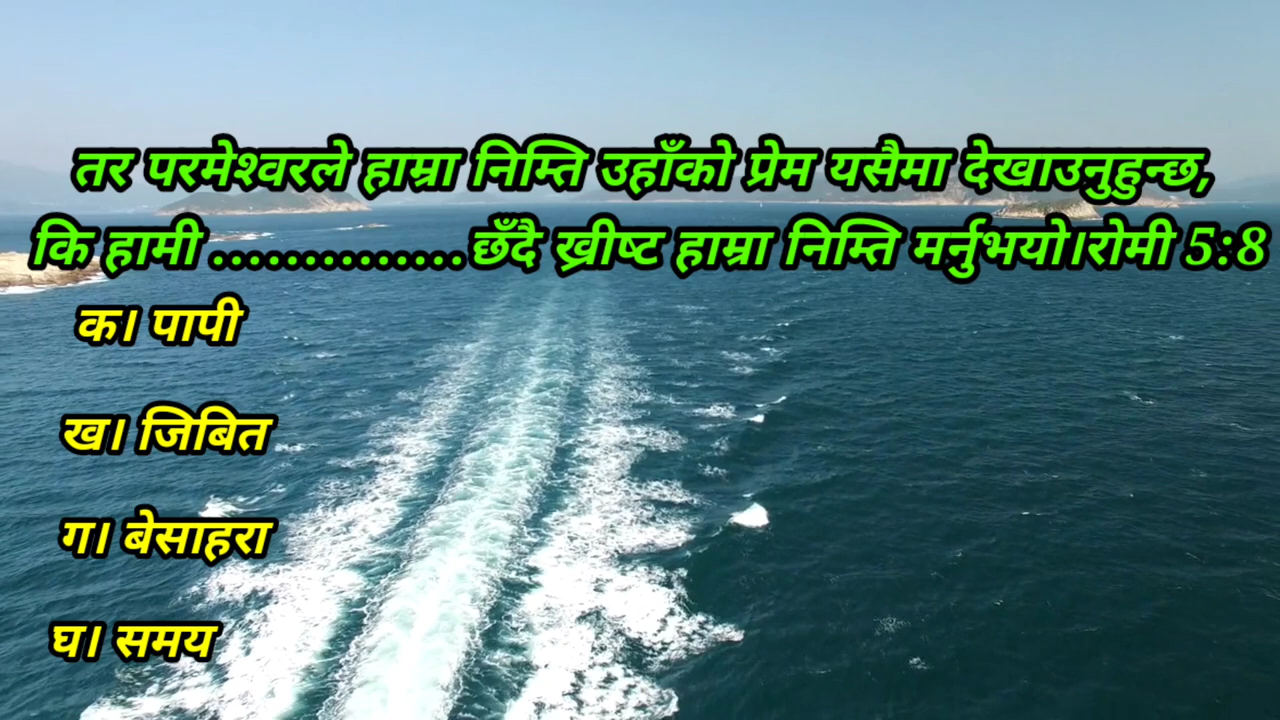 तर परमेश्वरले हाम्रा निम्ति उहाँको प्रेम यसैमा देखाउनुहुन्छ,
कि हामी ..............छँदै ख्रीष्ट हाम्रा निम्ति मर्नुभयो।रोमी 5:8
क। पापी
ख। जिबित
ग। बेसाहरा
घ। समय